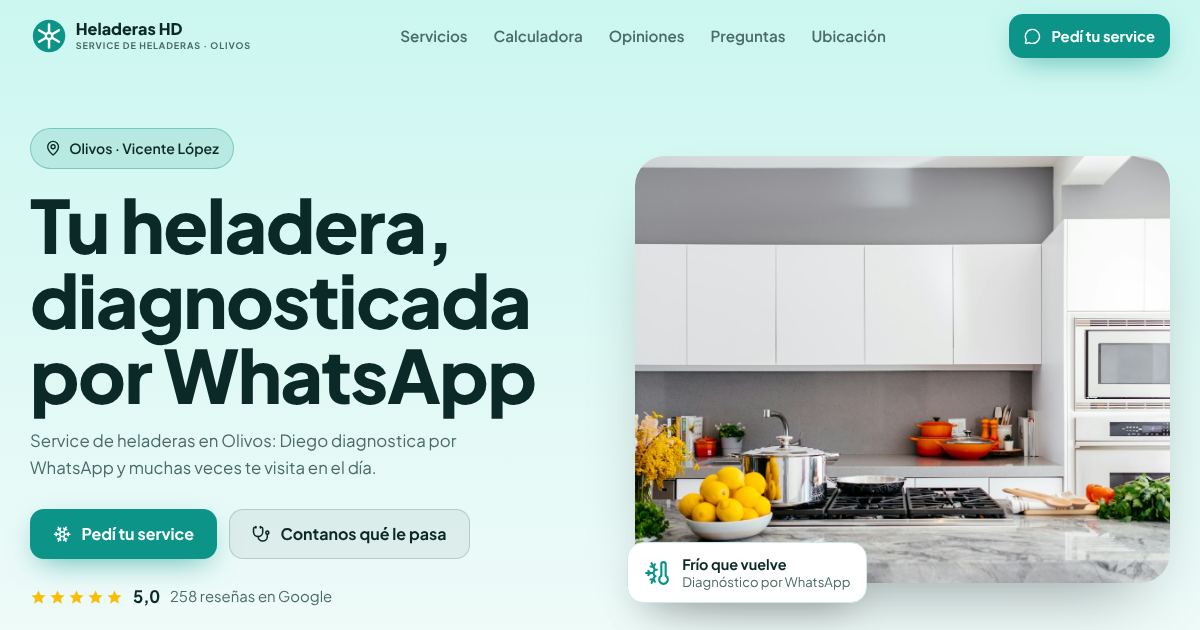 Heladeras HD
SERVICE DE HELADERAS · OLIVOS
Servicios
Calculadora
Opiniones
Preguntas
Ubicación
Pedí tu service
Olivos · Vicente López
Tu heladera,
diagnosticada
por WhatsApp
Service de heladeras en Olivos: Diego diagnostica por
WhatsApp y muchas veces te visita en el día.
Pedí tu service
Contanos qué le pasa
5,0 258 reseñas en Google
Frío que vuelve
Diagnóstico por WhatsApp